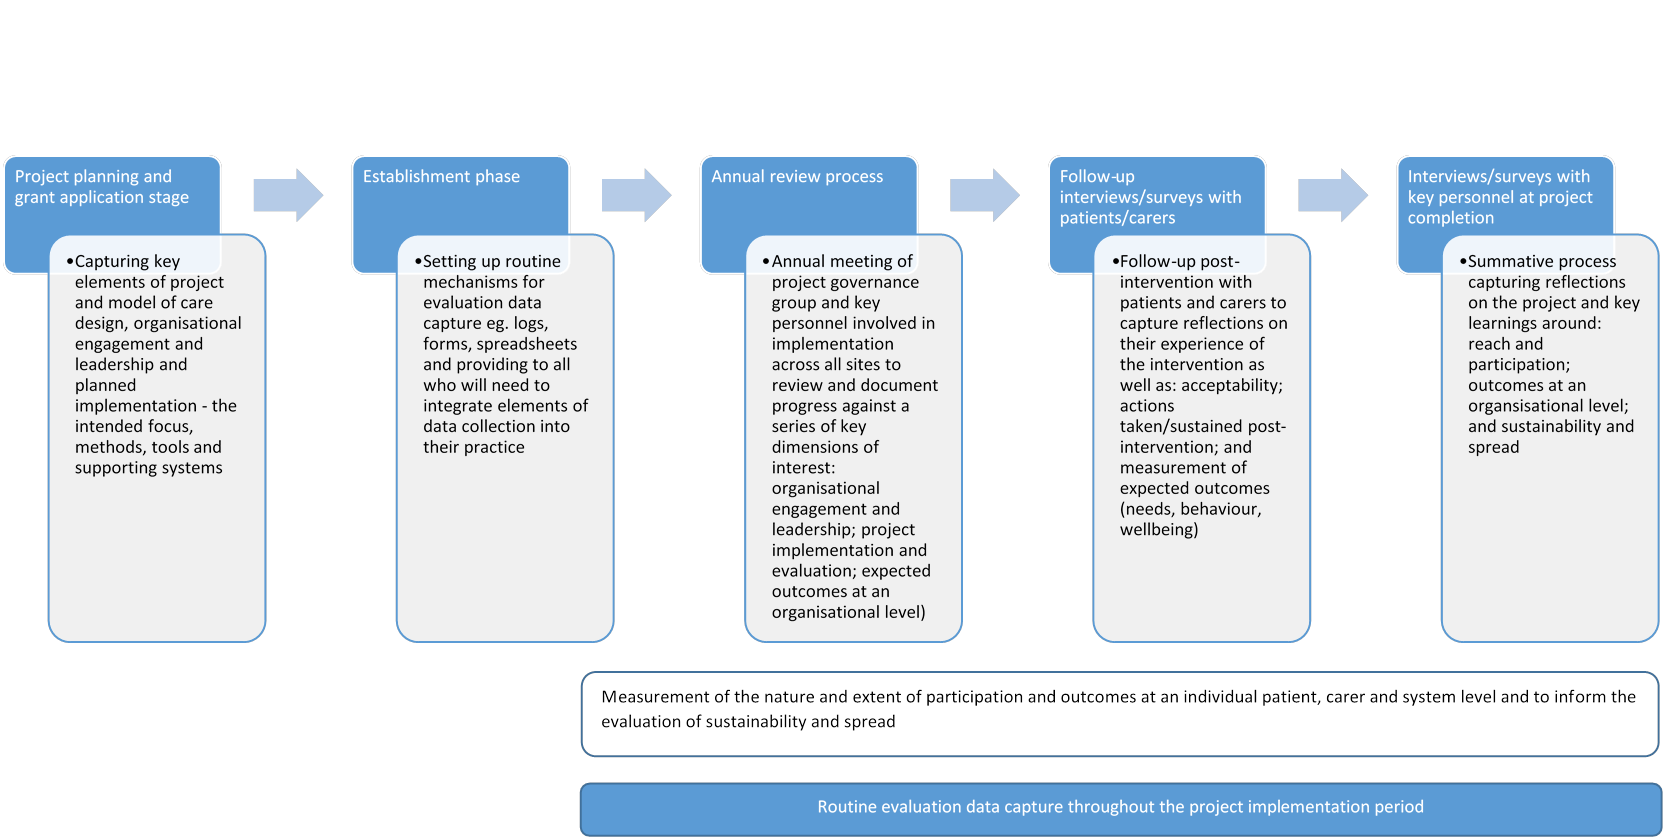 Project planning and
grant application stage
•Capturing key
elements of project
and model of care
design, organisational
engagement and
leadership and
planned
implementation - the
intended focus,
methods, tools and
supporting systems
Establishment phase
•Setting up routine
mechanisms for
evaluation data
capture eg. logs,
forms, spreadsheets
and providing to all
who will need to
integrate elements of
data collection into
their practice
Annual review process
•Annual meeting of
project governance
group and key
personnel involved in
implementation
across all sites to
review and document
progress against a
series of key
dimensions of
interest:
organisational
engagement and
leadership; project
implementation and
evaluation; expected
outcomes at an
organisational level)
Follow-up
interviews/surveys with
patients/carers
•Follow-up post-
intervention with
patients and carers to
capture reflections on
their experience of
the intervention as
well as: acceptability;
actions
taken/sustained post-
intervention; and
measurement of
expected outcomes
(needs, behaviour,
wellbeing)
Interviews/surveys with
key personnel at project
completion
•Summative process
capturing reflections
on the project and key
learnings around:
reach and
participation;
outcomes at an
organsisational level;
and sustainability and
spread
Measurement of the nature and extent of participation and outcomes at an individual patient, carer and system level and to inform the
evaluation of sustainability and spread
Routine evaluation data capture throughout the project implementation period